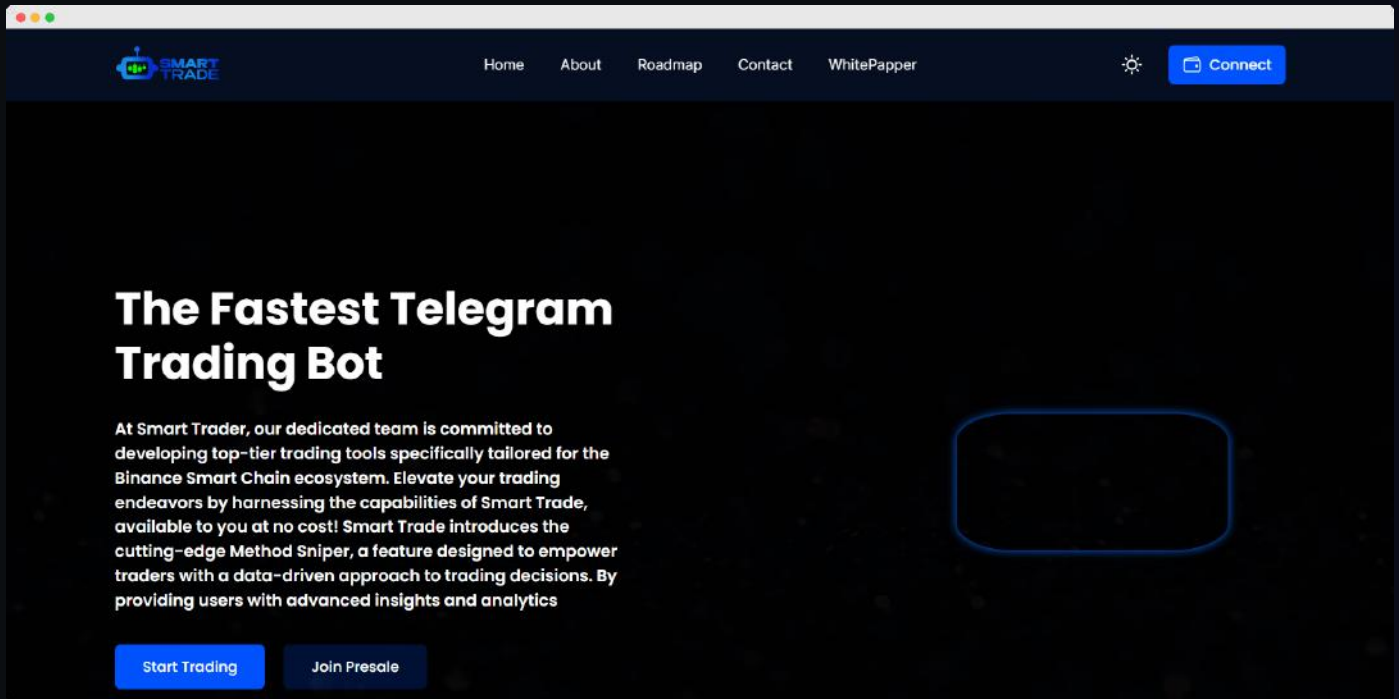 SMART
TRADE
Home About Roadmap Contact WhitePapper
Connect
The Fastest Telegram
Trading Bot
At Smart Trader, our dedicated team is committed to
developing top-tier trading tools specifically tailored for the
Binance Smart Chain ecosystem. Elevate your trading
endeavors by harnessing the capabilities of Smart Trade,
available to you at no cost! Smart Trade introduces the
cutting-edge Method Sniper, a feature designed to empower
traders with a data-driven approach to trading decisions. By
providing users with advanced insights and analytics
Start Trading Join Presale